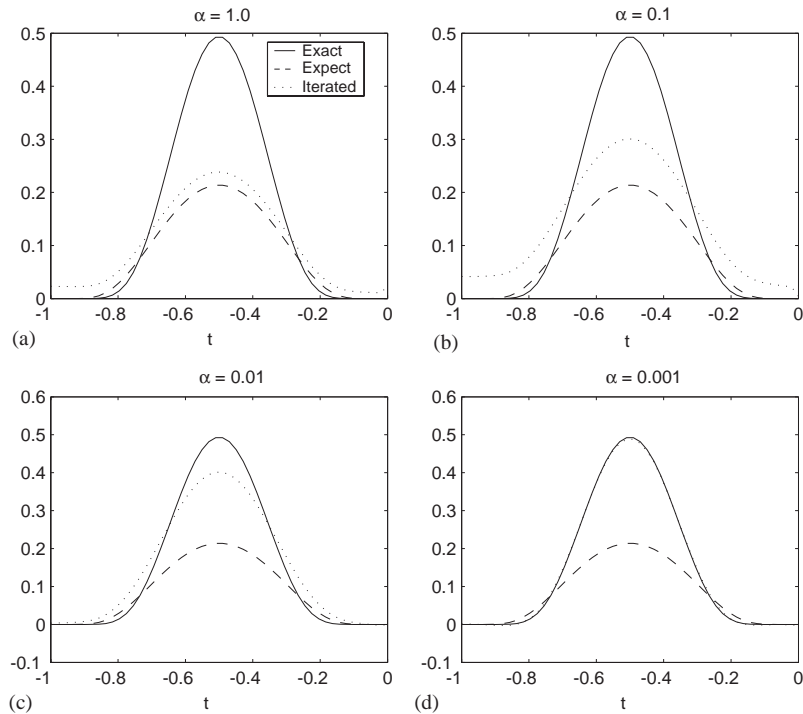 α = 1.0
0.5
0.4
0.3
0.2
0.1
0
-1 -0.8 -0.6 -0.4 -0.2 0
Exact
Expect
Iterated
(a)
t
α = 0.1
0.5
0.4
0.3
0.2
0.1
0
-1 -0.8 -0.6 -0.4 -0.2 0
(b)
t
α = 0.01
0.6
0.5
0.4
0.3
0.2
0.1
0
-0.1
-1 -0.8 -0.6 -0.4 -0.2 0
(c)
t
α = 0.001
0.6
0.5
0.4
0.3
0.2
0.1
0
-0.1
-1 -0.8 -0.6 -0.4 -0.2 0
(d)
t